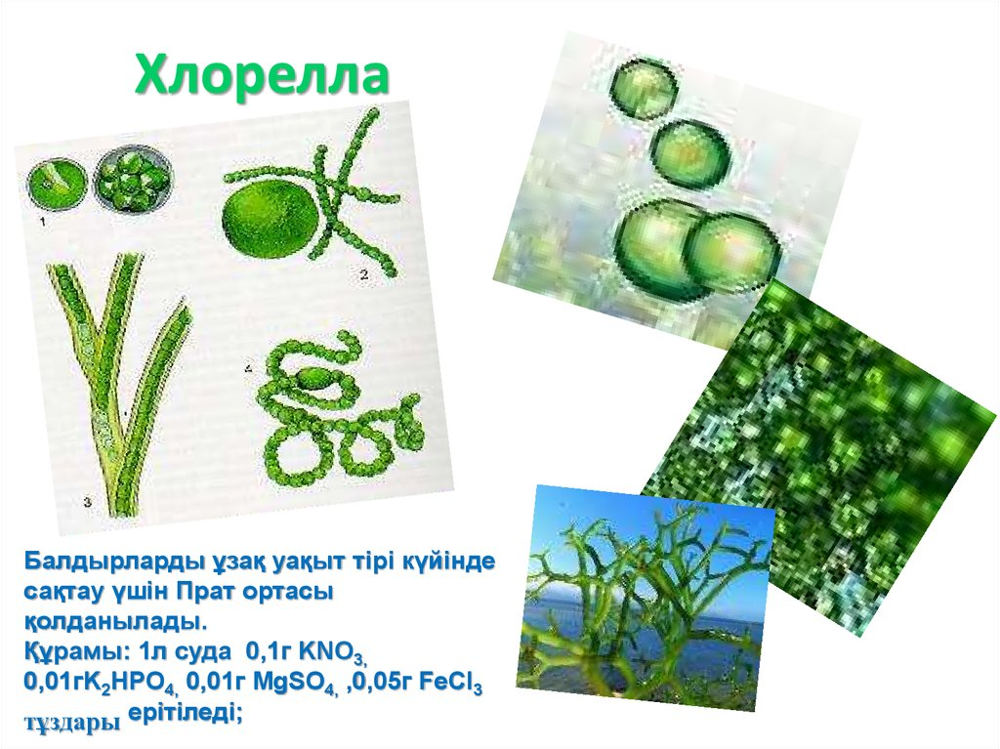 Хлорелла
1
2
4
3
Балдырларды ұзақ уақыт тірі күйінде
сақтау үшін Прат ортасы
қолданылады.
Құрамы: 1л суда 0,1г KNO3,
0,01гK2HPO4, 0,01г MgSO4, ,0,05г FeCl3
тұздары ерітіледі;